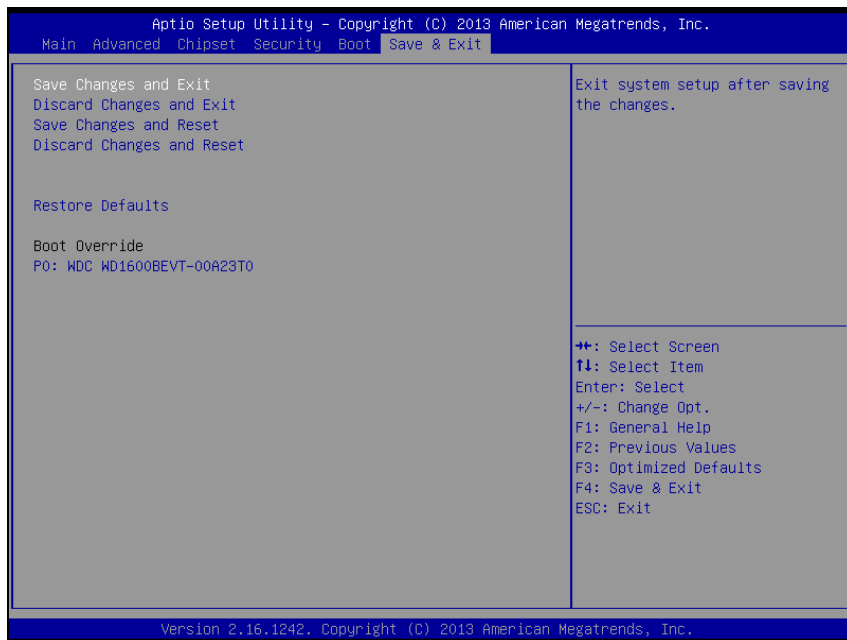 Aptio Setup Utility – Copyright (C) 2013 American Megatrends, Inc.
Main Advanced Chipset Security Boot Save & Exit
Save Changes and Exit
Discard Changes and Exit
Save Changes and Reset
Discard Changes and Reset
Restore Defaults
Boot Override
P0: WDC WD1600BEVT-00A23T0
Exit system setup after saving
the changes.
→←: Select Screen
↑↓: Select Item
Enter: Select
+/-: Change Opt.
F1: General Help
F2: Previous Values
F3: Optimized Defaults
F4: Save & Exit
ESC: Exit
Version 2.16.1242. Copyright (C) 2013 American Megatrends, Inc.